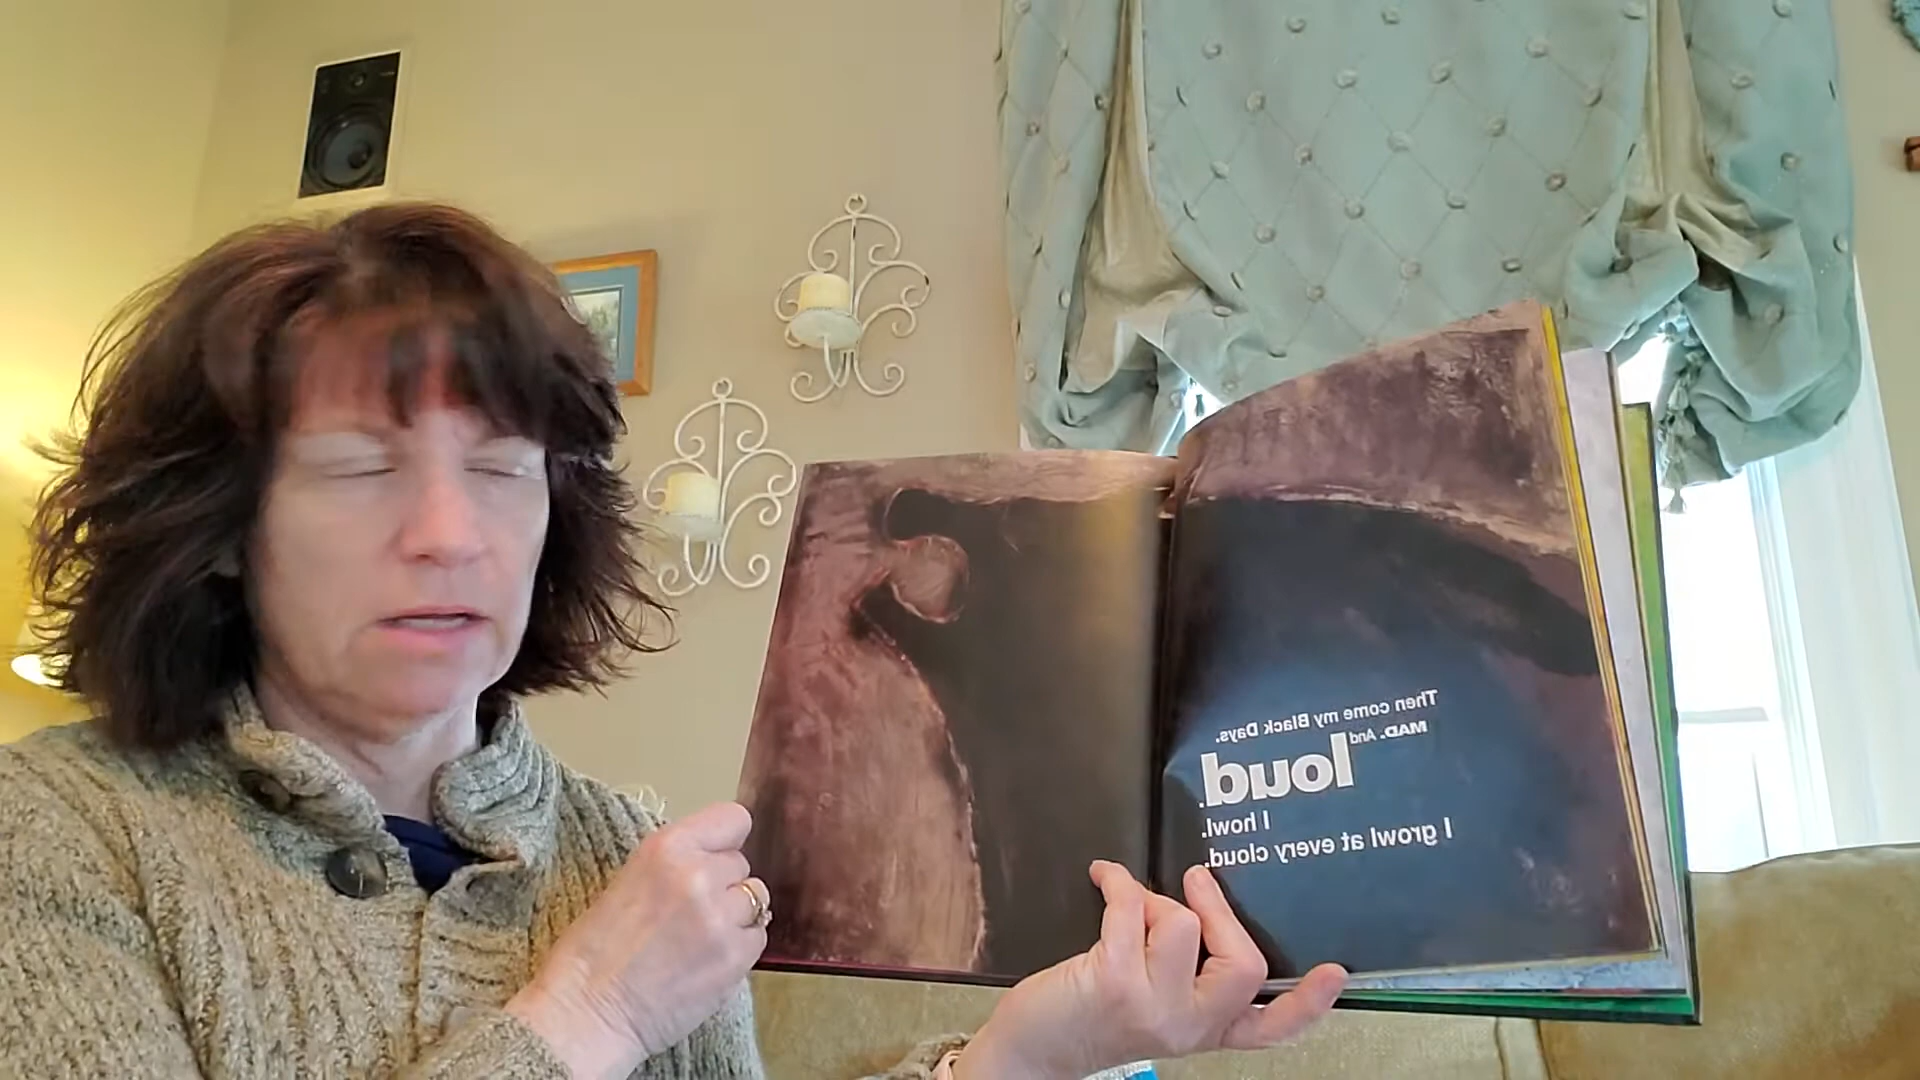 Then come my Black Days.
MAD. And
loud.
I howl.
I growl at every cloud.